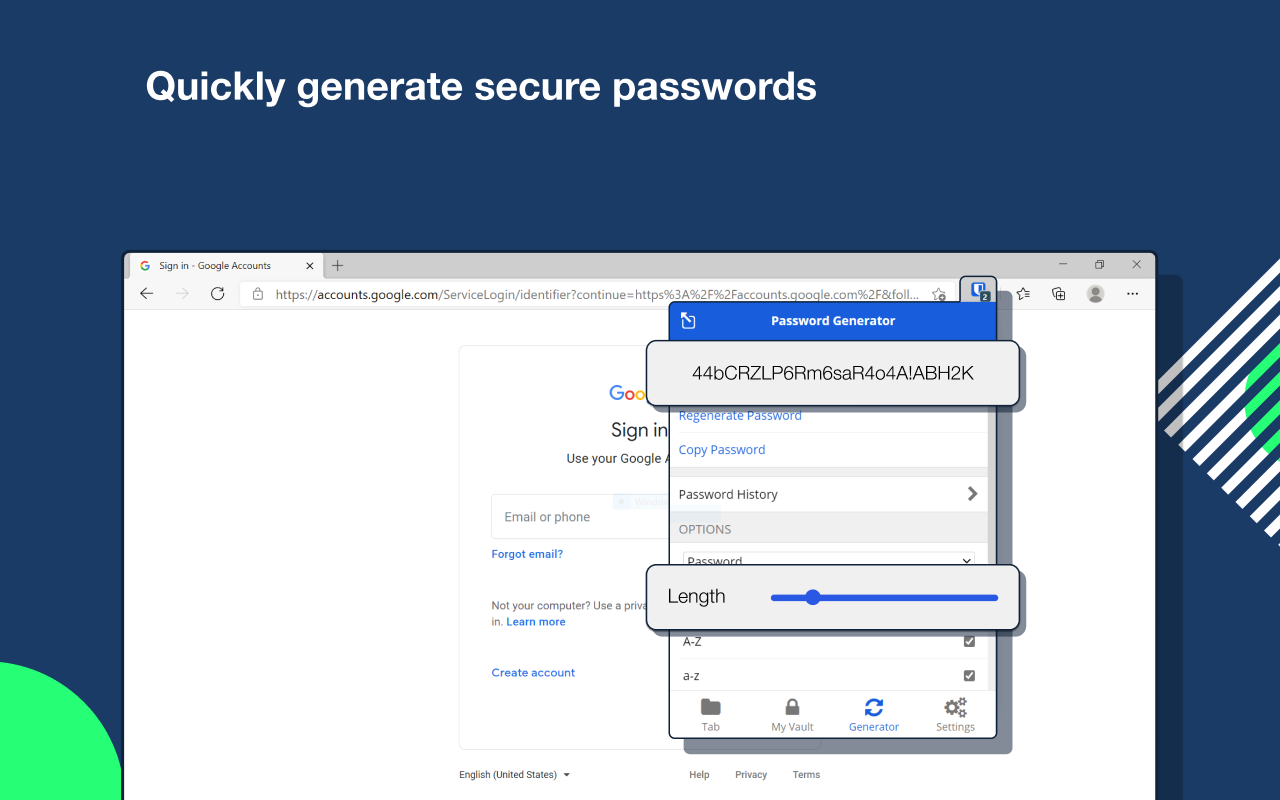 Quickly generate secure passwords
Sign in - Google Accounts
https://accounts.google.com/ServiceLogin/identifier?continue=https%3A%2F%2Faccounts.google.com%2F&foll...
2
Password Generator
44bCRZLP6Rm6saR4o4A!ABH2K
Regenerate Password
Copy Password
Password History
OPTIONS
Password
Length
A-Z
a-z
Tab
My Vault
Generator
Settings
Goo
Sign in
Use your Google A
Email or phone
Forgot email?
Not your computer? Use a priva
in. Learn more
Create account
English (United States)
Help
Privacy
Terms